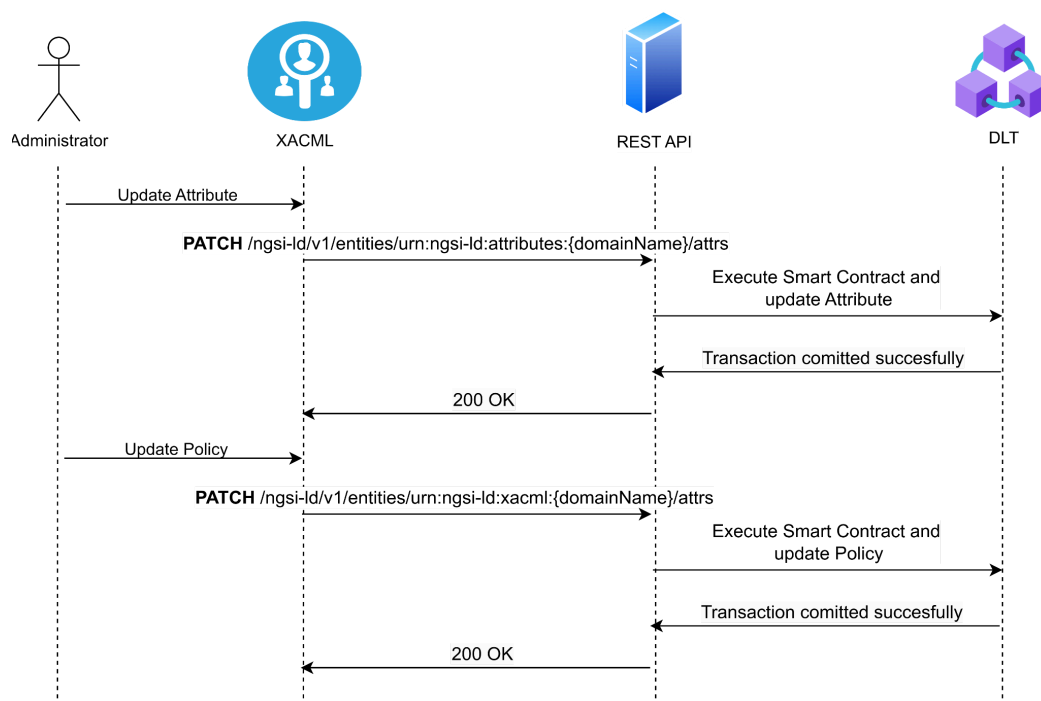 Administrator
XACML
REST API
DLT
Update Attribute
PATCH /ngsi-ld/v1/entities/urn:ngsi-ld:attributes:{domainName}/attrs
Execute Smart Contract and
update Attribute
Transaction comitted succesfully
200 OK
Update Policy
PATCH /ngsi-ld/v1/entities/urn:ngsi-ld:xacml:{domainName}/attrs
Execute Smart Contract and
update Policy
Transaction comitted succesfully
200 OK